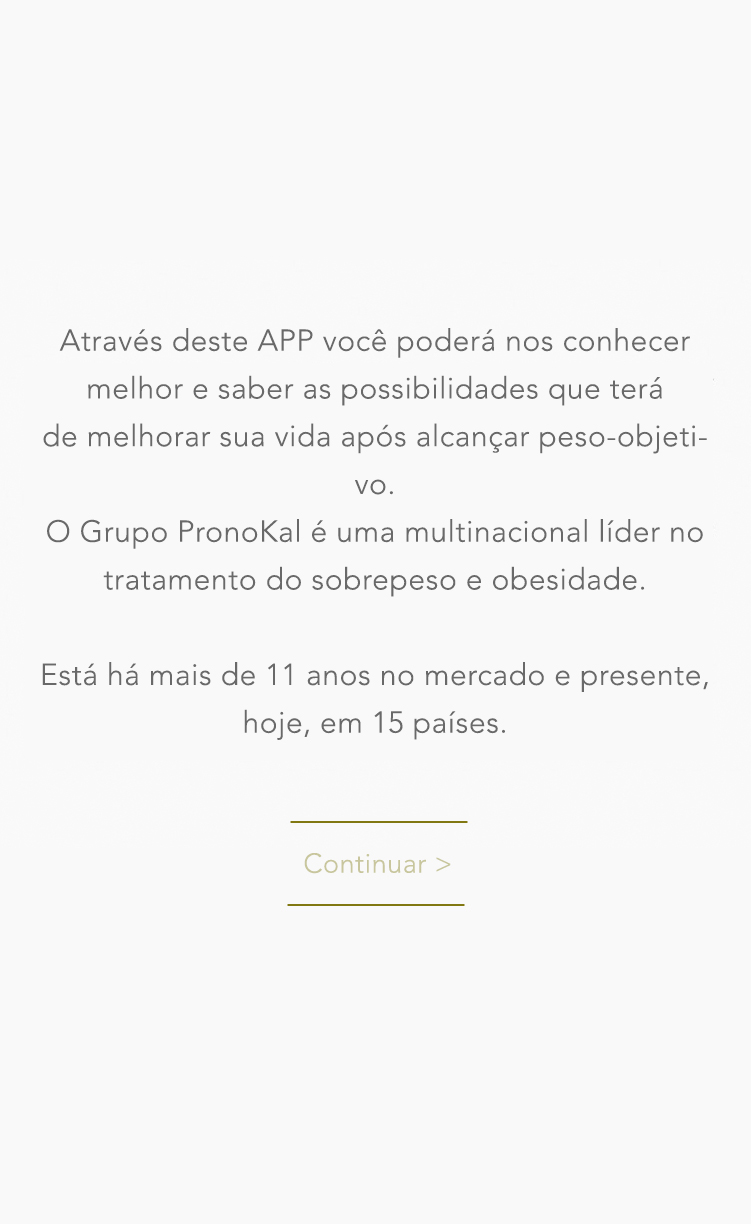 Através deste APP você poderá nos conhecer
melhor e saber as possibilidades que terá
de melhorar sua vida após alcançar peso-objeti-
vo.
O Grupo PronoKal é uma multinacional líder no
tratamento do sobrepeso e obesidade.
Está há mais de 11 anos no mercado e presente,
hoje, em 15 países.
Continuar >